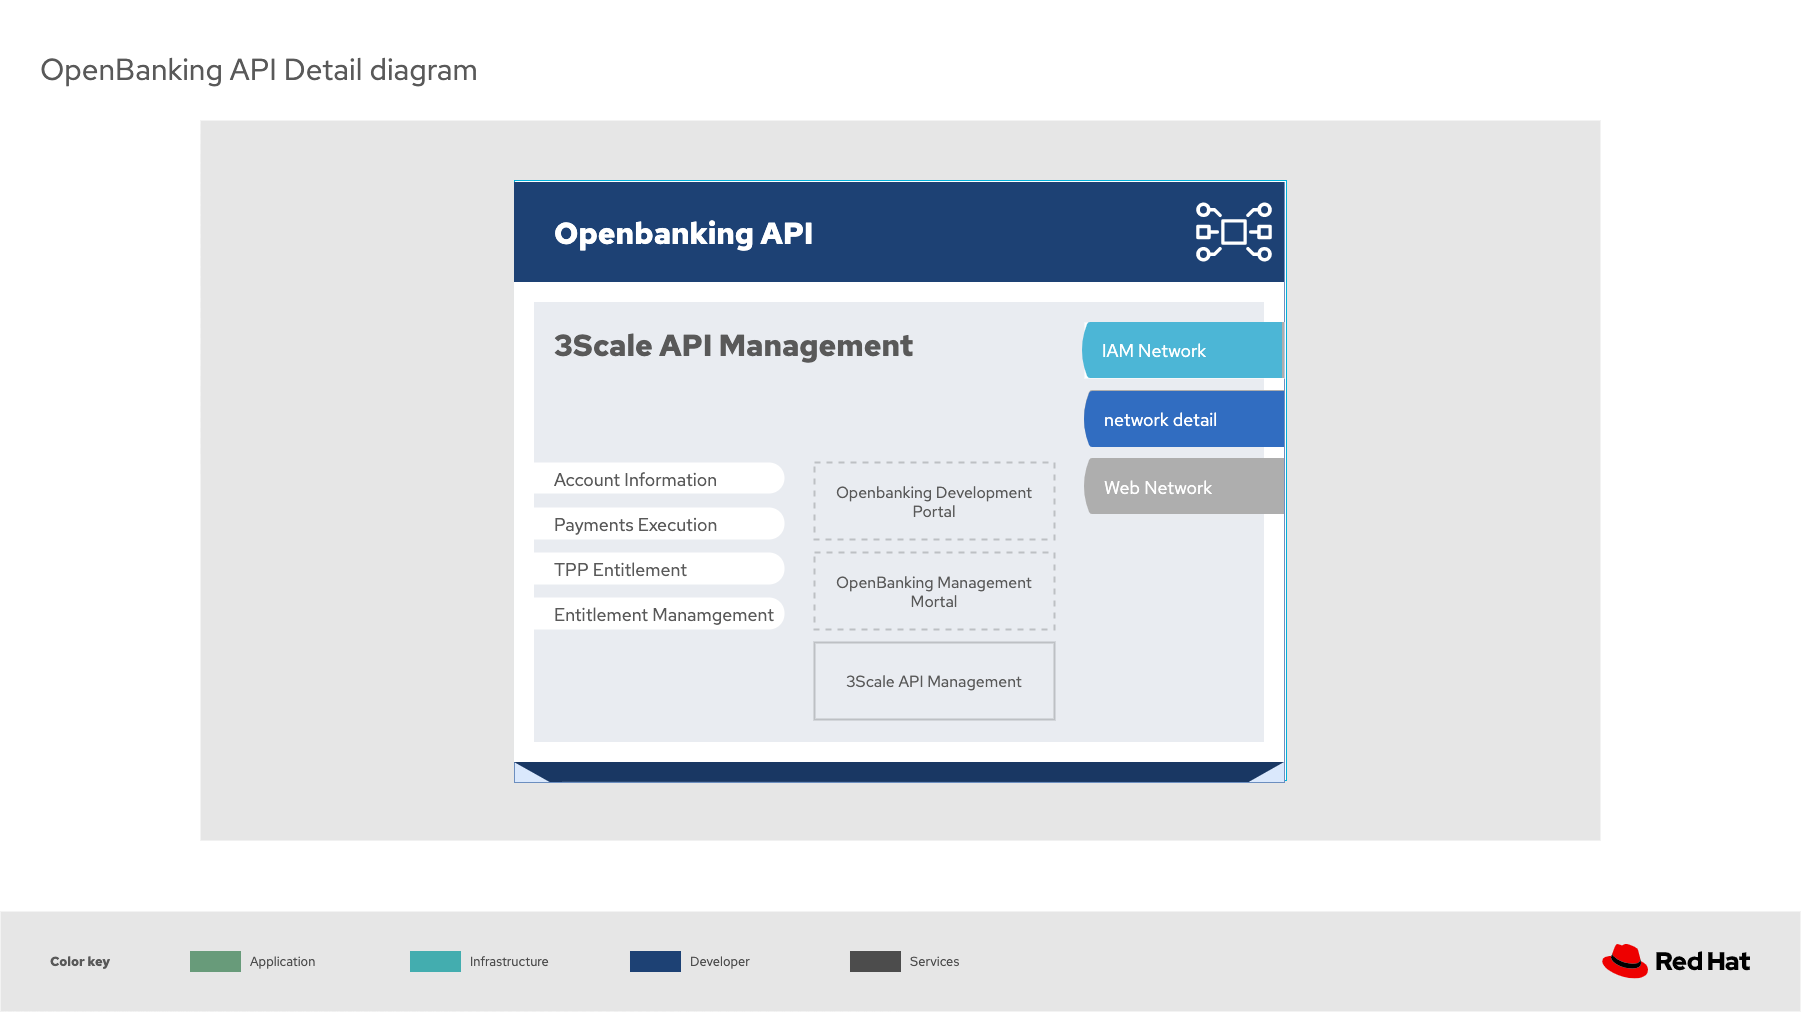 OpenBanking API Detail diagram
Openbanking API
3Scale API Management
IAM Network
network detail
Web Network
Account Information
Payments Execution
TPP Entitlement
Entitlement Manamgement
Openbanking Development
Portal
OpenBanking Management
Mortal
3Scale API Management
Color key
Application
Infrastructure
Developer
Services
Red Hat